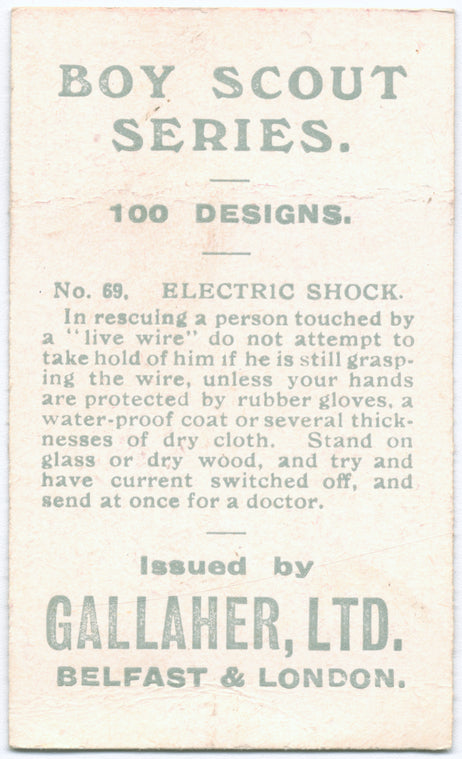 BOY SCOUT
SERIES.
100 DESIGNS.
No. 69. ELECTRIC SHOCK.
In rescuing a person touched by
a "live wire" do not attempt to
take hold of him if he is still grasp-
ing the wire, unless your hands
are protected by rubber gloves, a
water-proof coat or several thick-
nesses of dry cloth. Stand on
glass or dry wood, and try and
have current switched off, and
send at once for a doctor.
Issued by
GALLAHER, LTD.
BELFAST & LONDON.